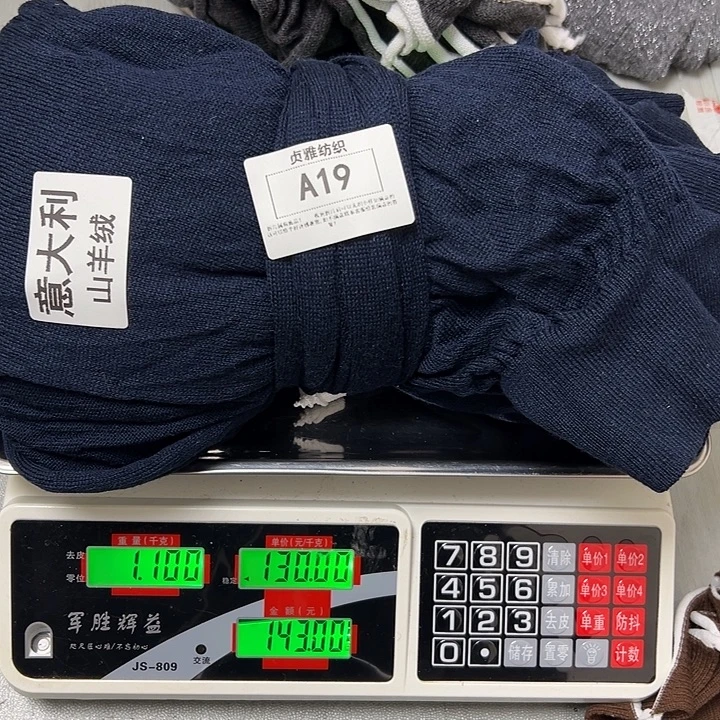 贞雅纺织
A19
意大利
山羊绒
重量(千克)
单价(元/千克)
去皮
1.100
130.00
零位
稳定
金额(元)
143.00
军胜辉益
JS-809
交流
7 8 9 清除 单价1 单价2
4 5 6 累加 单价3 单价4
1 2 3 去皮 单重 防抖
0 . 储存 置零 计数